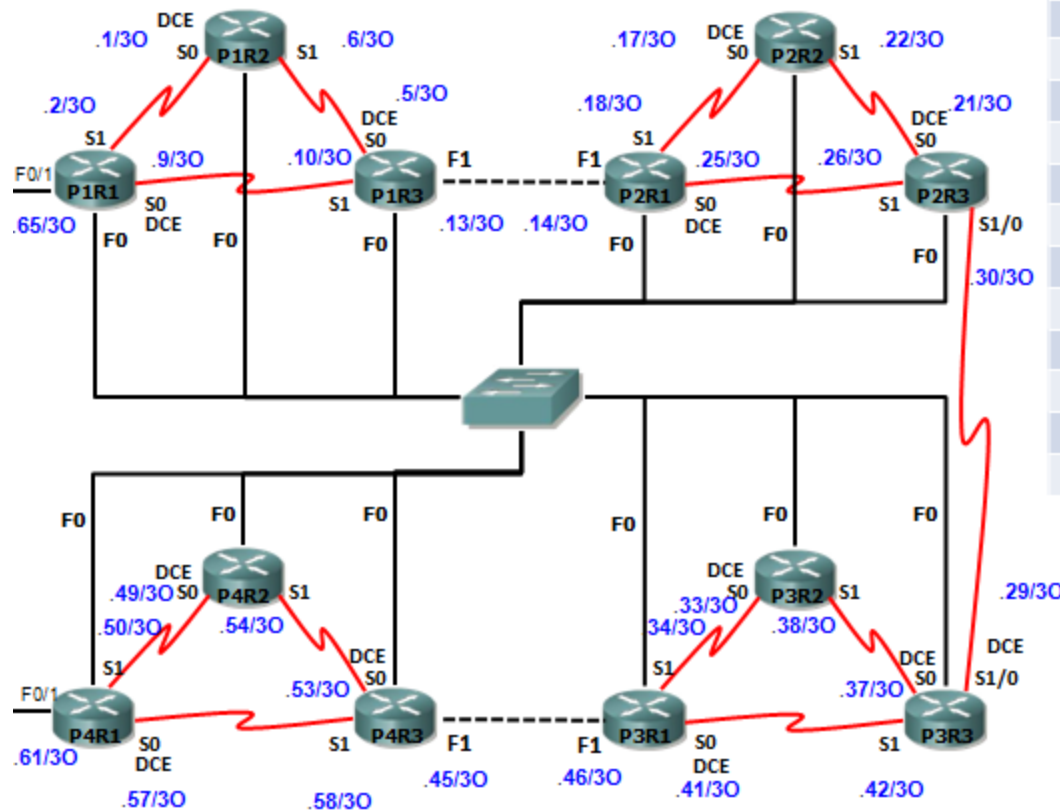 DCE
.1/30
S0
P1R2
.6/30
S1
.2/30
.5/30
S1
DCE
S0
F0/1
P1R1
.9/30
.10/30
P1R3
F1
.65/30
S0
DCE
S1
.13/30
F0
F0
F0
.17/30
DCE
S0
P2R2
.22/30
S1
.18/30
.21/30
S1
DCE
S0
F1
P2R1
.25/30
.26/30
P2R3
.14/30
S0
DCE
S1
S1/0
F0
F0
F0
.30/30
F0
F0
F0
DCE
.49/30
S0
P4R2
S1
.50/30
.54/30
S1
DCE
S0
F0/1
.53/30
P4R1
P4R3
.61/30
S0
DCE
S1
F1
.57/30
.58/30
.45/30
F0
F0
F0
DCE
S0
.33/30
P3R2
S1
.29/30
34/30
.38/30
S1
DCE
S0
DCE
S1/0
.37/30
F1
P3R1
P3R3
S0
DCE
S1
.46/30
.41/30
.42/30